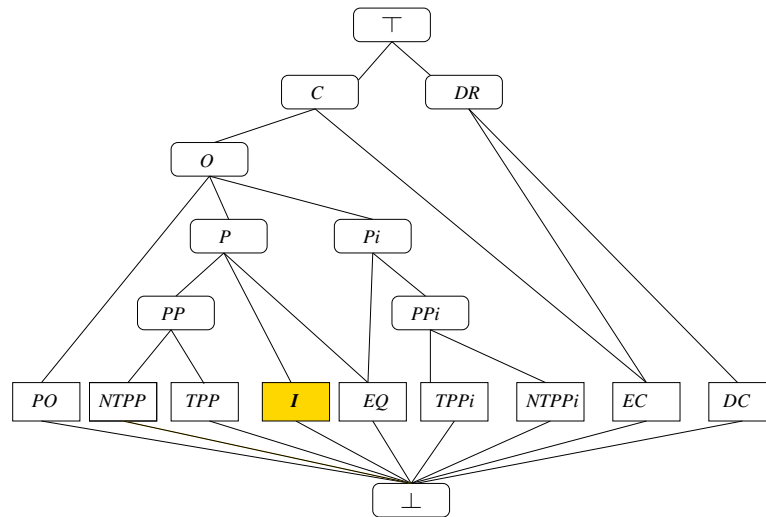 ⊤
C DR
O
P Pi
PP PPi
PO NTPP TPP I EQ TPPi NTPPi EC DC
⊥